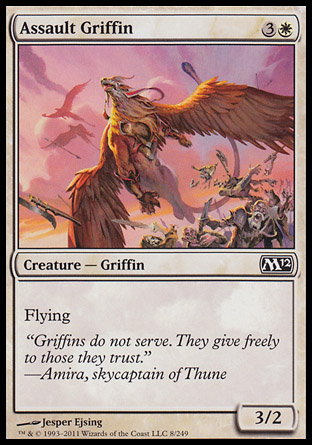 Assault Griffin 3
Creature — Griffin M12
Flying
“Griffins do not serve. They give freely
to those they trust.”
—Amira, skycaptain of Thune
Jesper Ejsing
™ & © 1993–2011 Wizards of the Coast LLC 8/249
3/2